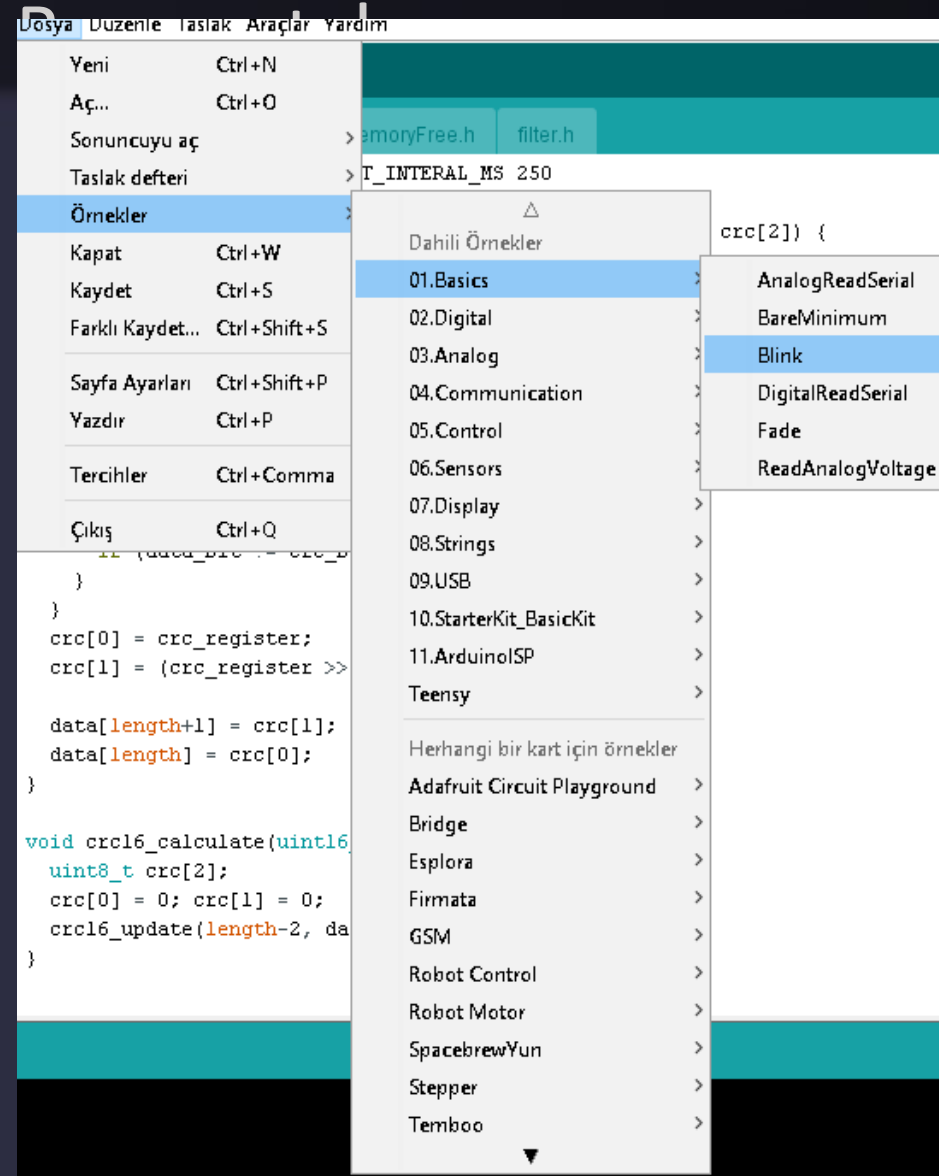 Dosya Düzenle Taslak Araçlar Yardım
Yeni Ctrl+N
Aç... Ctrl+O
Sonuncuyu aç
Taslak defteri
Örnekler
Kapat Ctrl+W
Kaydet Ctrl+S
Farklı Kaydet... Ctrl+Shift+S
Sayfa Ayarları Ctrl+Shift+P
Yazdır Ctrl+P
Tercihler Ctrl+Comma
Çıkış Ctrl+Q
emoryFree.h filter.h
T_INTERAL_MS 250
crc[2]) {
Dahili Örnekler
01.Basics
02.Digital
03.Analog
04.Communication
05.Control
06.Sensors
07.Display
08.Strings
09.USB
10.StarterKit_BasicKit
11.ArduinoISP
Teensy
Herhangi bir kart için örnekler
Adafruit Circuit Playground
Bridge
Esplora
Firmata
GSM
Robot Control
Robot Motor
SpacebrewYun
Stepper
Temboo
AnalogReadSerial
BareMinimum
Blink
DigitalReadSerial
Fade
ReadAnalogVoltage
}
}
crc[0] = crc_register;
crc[1] = (crc_register >>
data[length+1] = crc[1];
data[length] = crc[0];
}
void crc16_calculate(uint16_
uint8_t crc[2];
crc[0] = 0; crc[1] = 0;
crc16_update(length-2, da
}